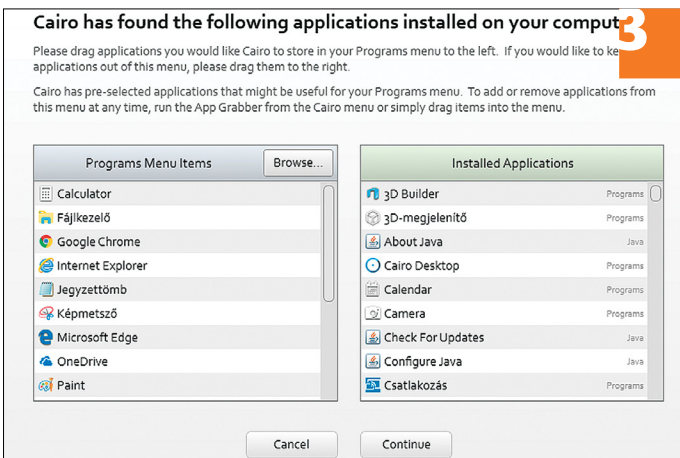 Cairo has found the following applications installed on your
3
Please drag applications you would like Cairo to store in your Programs menu to the left. If you would like to
applications out of this menu, please drag them to the right.
Cairo has pre-selected applications that might be useful for your Programs menu. To add or remove applications from
this menu at any time, run the App Grabber from the Cairo menu or simply drag items into the menu.
Programs Menu Items
Browse...
Calculator
Fájlkezelő
Google Chrome
Internet Explorer
Jegyzettömb
Képmetsző
Microsoft Edge
OneDrive
Paint
Installed Applications
3D Builder Programs
3D-megjelenítő Programs
About Java Java
Cairo Desktop Programs
Calendar Programs
Camera Programs
Check For Updates Java
Configure Java Java
Csatlakozás Programs
Cancel
Continue